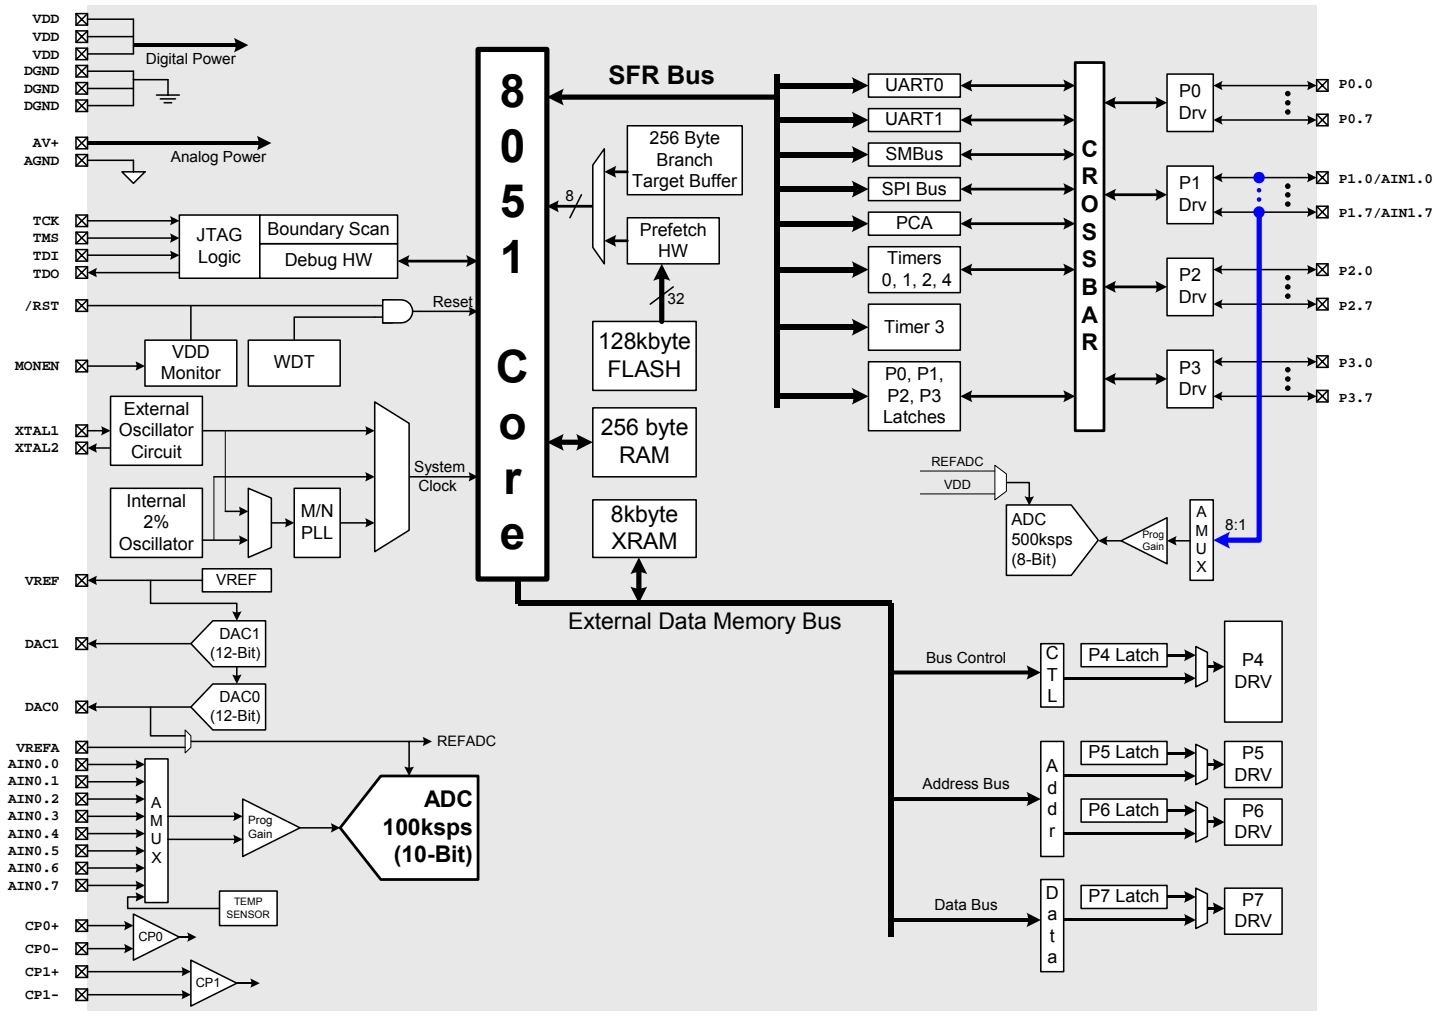 VDD
VDD
VDD
Digital Power
DGND
DGND
DGND
AV+
Analog Power
AGND
TCK
TMS
TDI
TDO
JTAG
Logic
Boundary Scan
Debug HW
/RST
Reset
MONEN
VDD
Monitor
WDT
XTAL1
XTAL2
External
Oscillator
Circuit
Internal
2%
Oscillator
M/N
PLL
System
Clock
VREF
VREF
DAC1
DAC1
(12-Bit)
DAC0
DAC0
(12-Bit)
VREFA
REFADC
AIN0.0
AIN0.1
AIN0.2
AIN0.3
AIN0.4
AIN0.5
AIN0.6
AIN0.7
AMUX
Prog
Gain
ADC
100ksps
(10-Bit)
TEMP
SENSOR
CP0+
CP0-
CP0
CP1+
CP1-
CP1
8051 Core
SFR Bus
256 Byte
Branch
Target Buffer
8
Prefetch
HW
32
128kbyte
FLASH
256 byte
RAM
8kbyte
XRAM
External Data Memory Bus
UART0
UART1
SMBus
SPI Bus
PCA
Timers
0, 1, 2, 4
Timer 3
P0, P1,
P2, P3
Latches
CROSSBAR
P0
Drv
P1
Drv
P2
Drv
P3
Drv
P0.0
P0.7
P1.0/AIN1.0
P1.7/AIN1.7
P2.0
P2.7
P3.0
P3.7
REFADC
VDD
ADC
500ksps
(8-Bit)
Prog
Gain
AMUX
8:1
Bus Control
CTL
P4 Latch
P4
DRV
Address Bus
Addr
P5 Latch
P5
DRV
P6 Latch
P6
DRV
Data Bus
Data
P7 Latch
P7
DRV